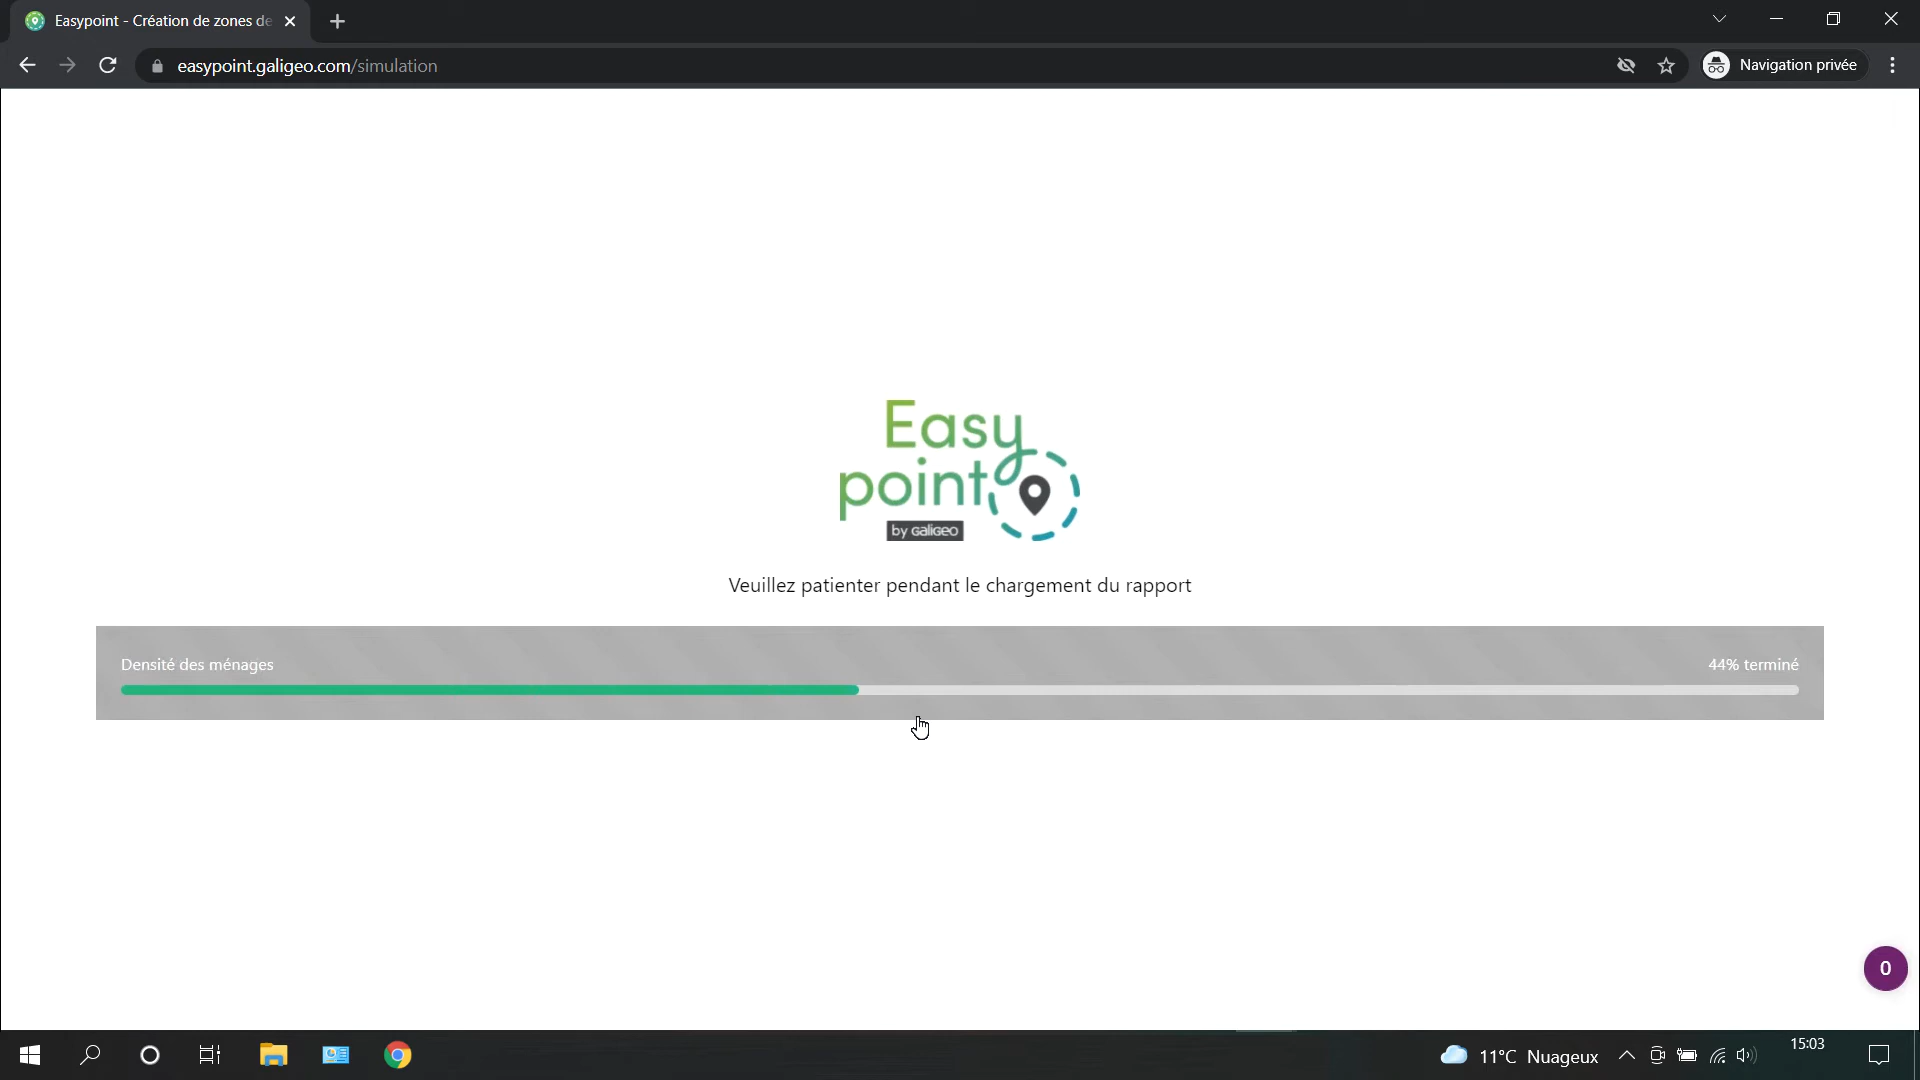 Easypoint - Création de zones de
easypoint.galigeo.com/simulation
Navigation privée
Easy
point
by GALIGEO
Veuillez patienter pendant le chargement du rapport
Densité des ménages
44% terminé
0
11°C Nuageux
15:03